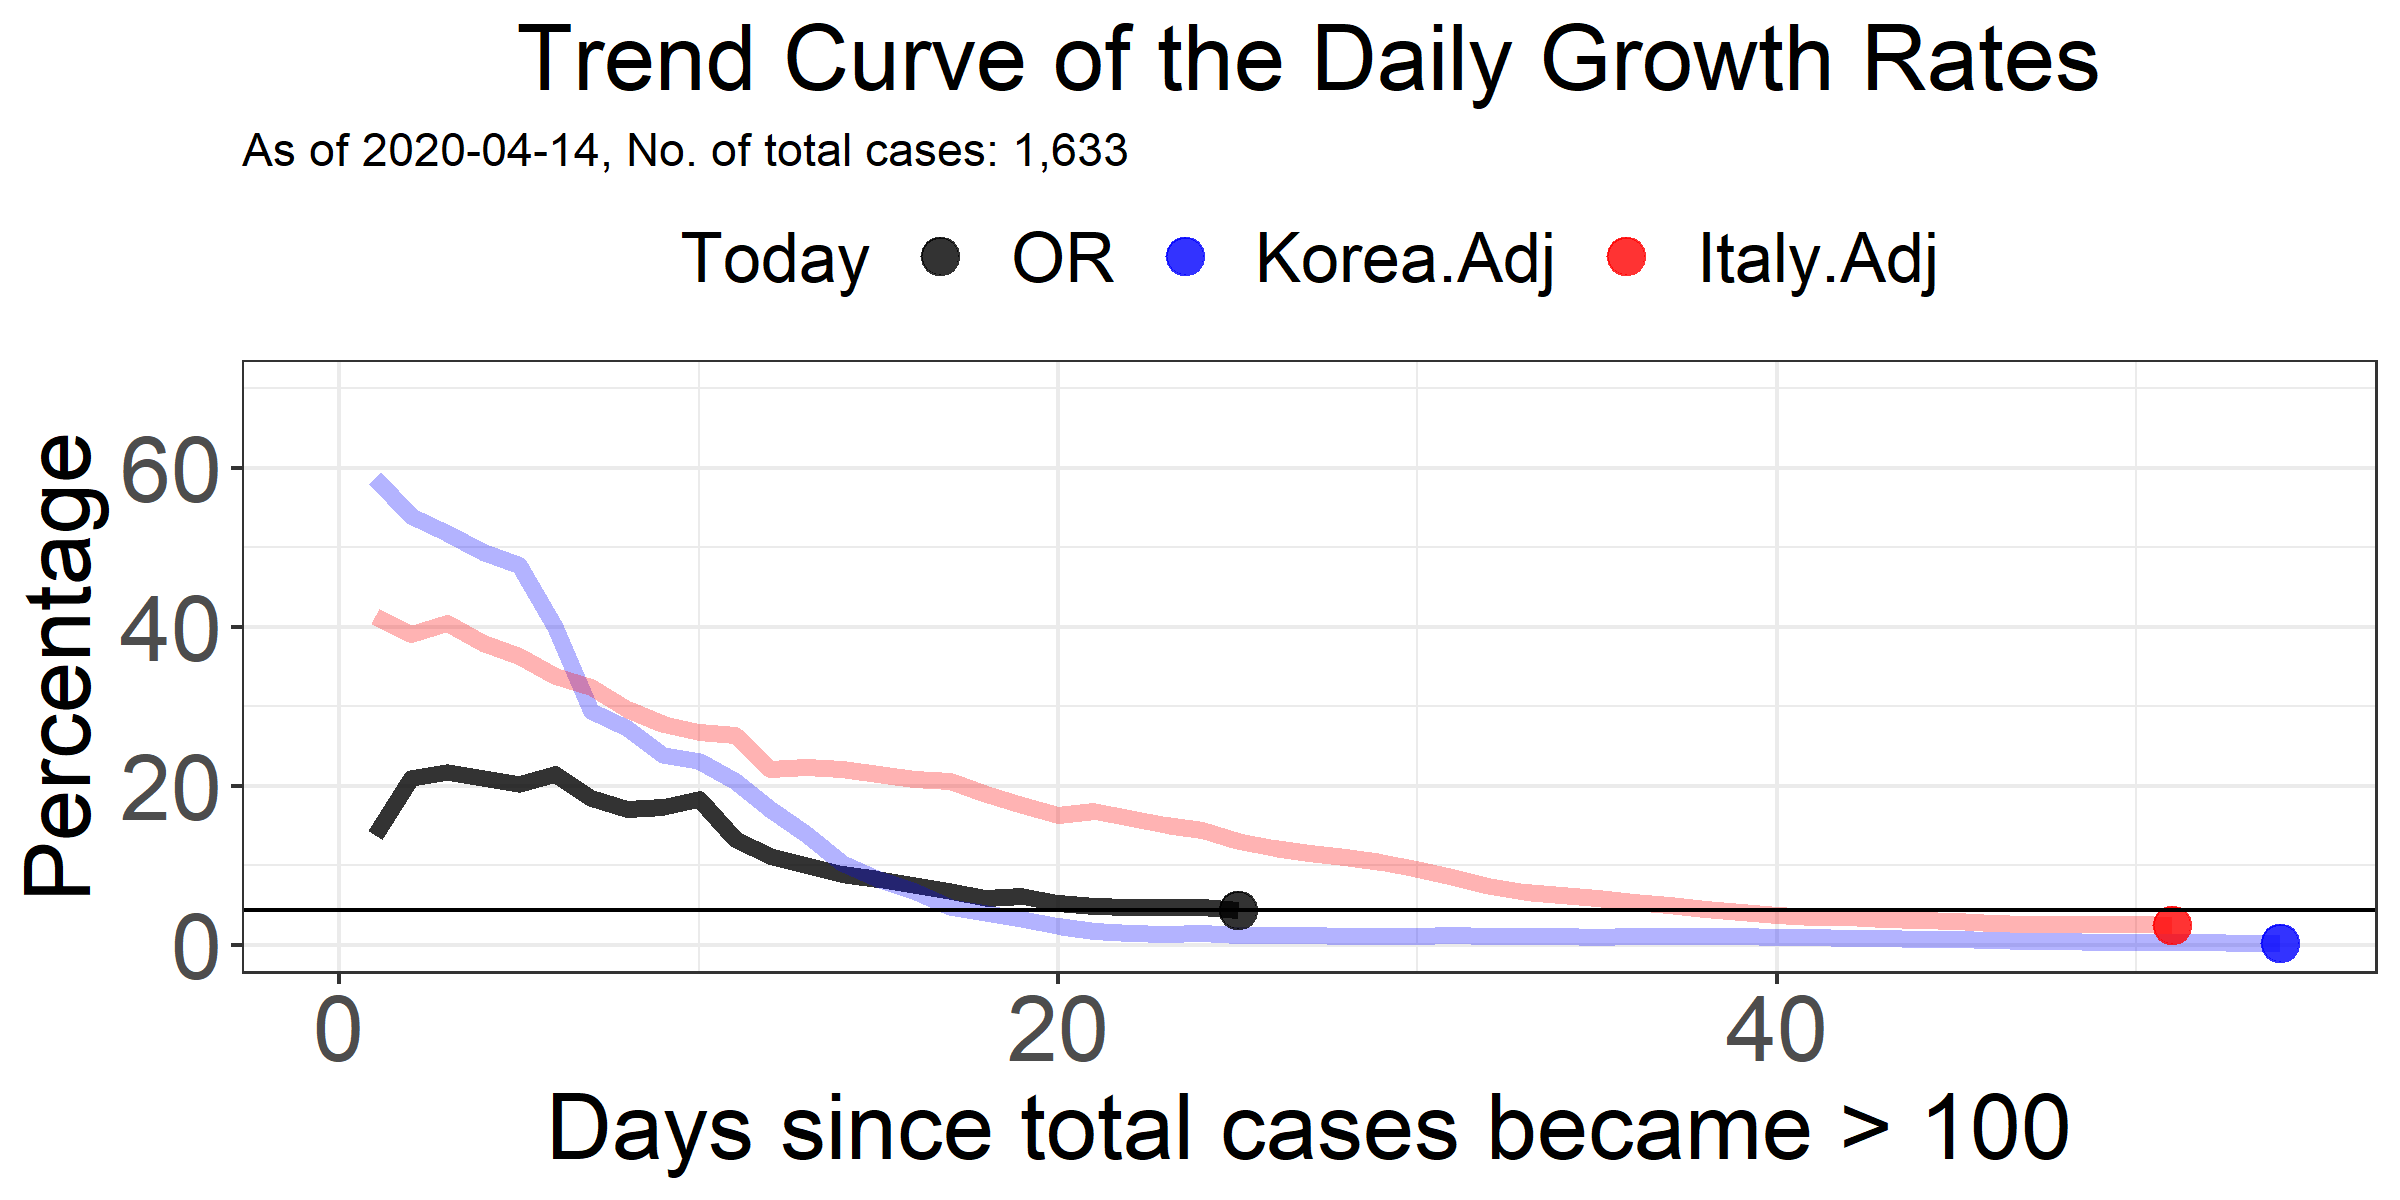 Trend Curve of the Daily Growth Rates
As of 2020-04-14, No. of total cases: 1,633
Today OR Korea.Adj Italy.Adj
Percentage
60
40
20
0
0 20 40
Days since total cases became > 100